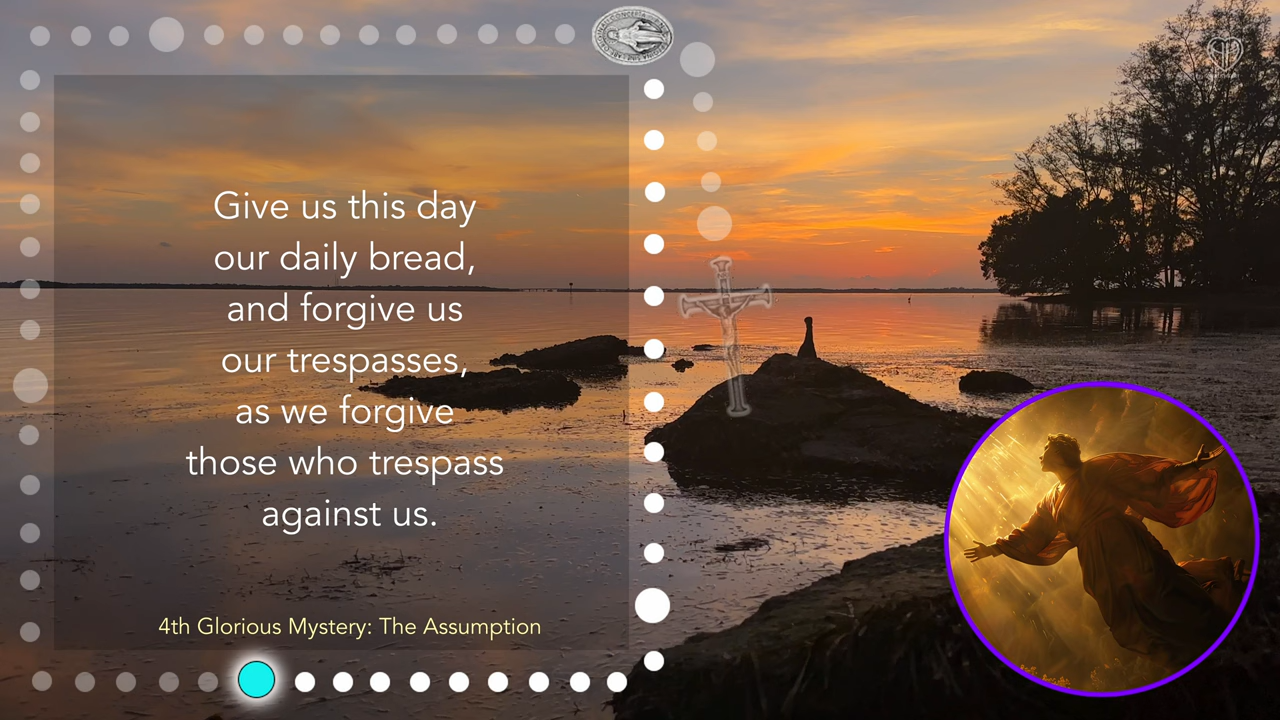 Give us this day
our daily bread,
and forgive us
our trespasses,
as we forgive
those who trespass
against us.
4th Glorious Mystery: The Assumption